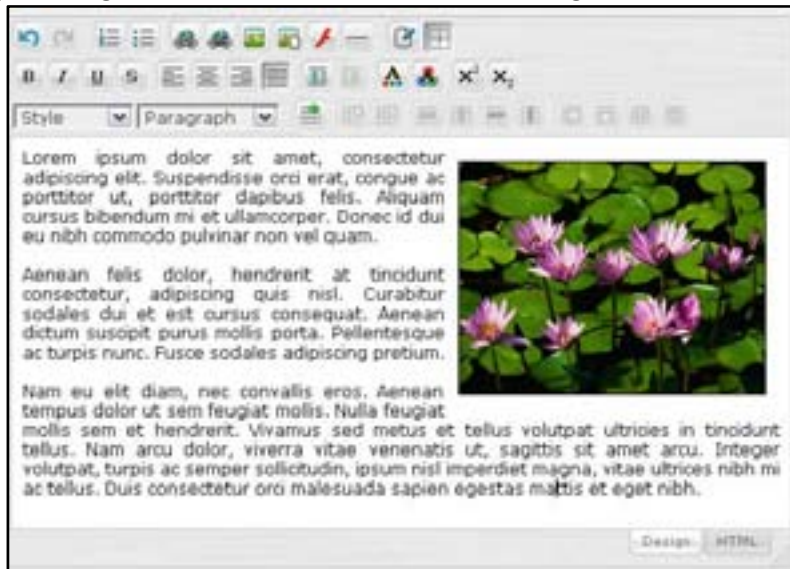 B I U S
Style Paragraph
Lorem ipsum dolor sit amet, consectetur
adipiscing elit. Suspendisse orci erat, congue ac
porttitor ut, porttitor dapibus felis. Aliquam
cursus bibendum mi et ullamcorper. Donec id dui
eu nibh commodo pulvinar non vel quam.
Aenean felis dolor, hendrerit at tincidunt
consectetur, adipiscing quis nisl. Curabitur
sodales dui et est cursus consequat. Aenean
dictum suscipit purus mollis porta. Pellentesque
ac turpis nunc. Fusce sodales adipiscing pretium.
Nam eu elit diam, nec convallis eros. Aenean
tempus dolor ut sem feugiat mollis. Nulla feugiat
mollis sem et hendrerit. Vivamus sed metus et tellus volutpat ultricies in tincidunt
tellus. Nam arcu dolor, viverra vitae venenatis ut, sagittis sit amet arcu. Integer
volutpat, turpis ac semper sollicitudin, ipsum nisl imperdiet magna, vitae ultrices nibh mi
ac tellus. Duis consectetur orci malesuada sapien egestas mattis et eget nibh.
Design HTML